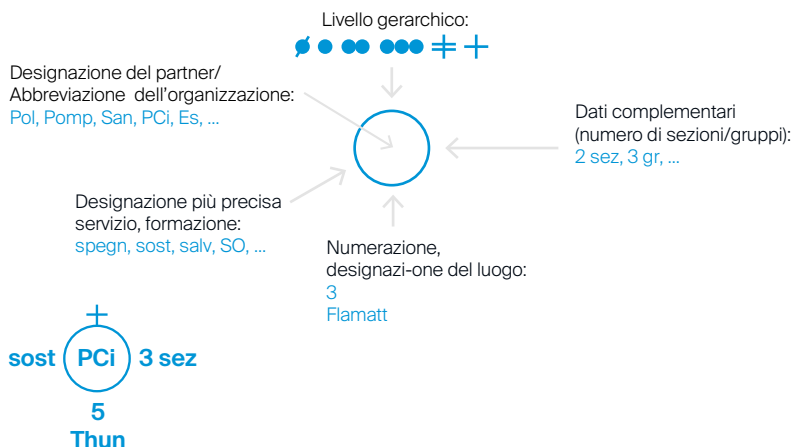 Livello gerarchico:
Designazione del partner/
Abbreviazione dell'organizzazione:
Pol, Pomp, San, PCi, Es, ...
Dati complementari
(numero di sezioni/gruppi):
2 sez, 3 gr, ...
Designazione più precisa
servizio, formazione:
spegn, sost, salv, SO, ...
Numerazione,
designazi-one del luogo:
3
Flamatt
sost PCi 3 sez
5
Thun